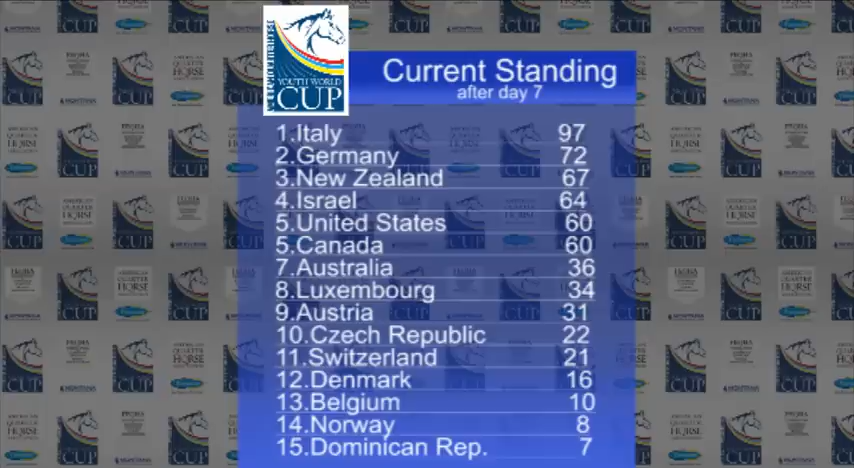 YOUTH WORLD
CUP
Current Standing
after day 7
1.Italy 97
2.Germany 72
3.New Zealand 67
4.Israel 64
5.United States 60
5.Canada 60
7.Australia 36
8.Luxembourg 34
9.Austria 31
10.Czech Republic 22
11.Switzerland 21
12.Denmark 16
13.Belgium 10
14.Norway 8
15.Dominican Rep. 7